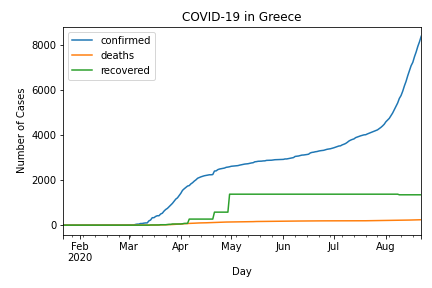 COVID-19 in Greece
confirmed
deaths
recovered
Number of Cases
8000
6000
4000
2000
0
Feb Mar Apr May Jun Jul Aug
2020
Day